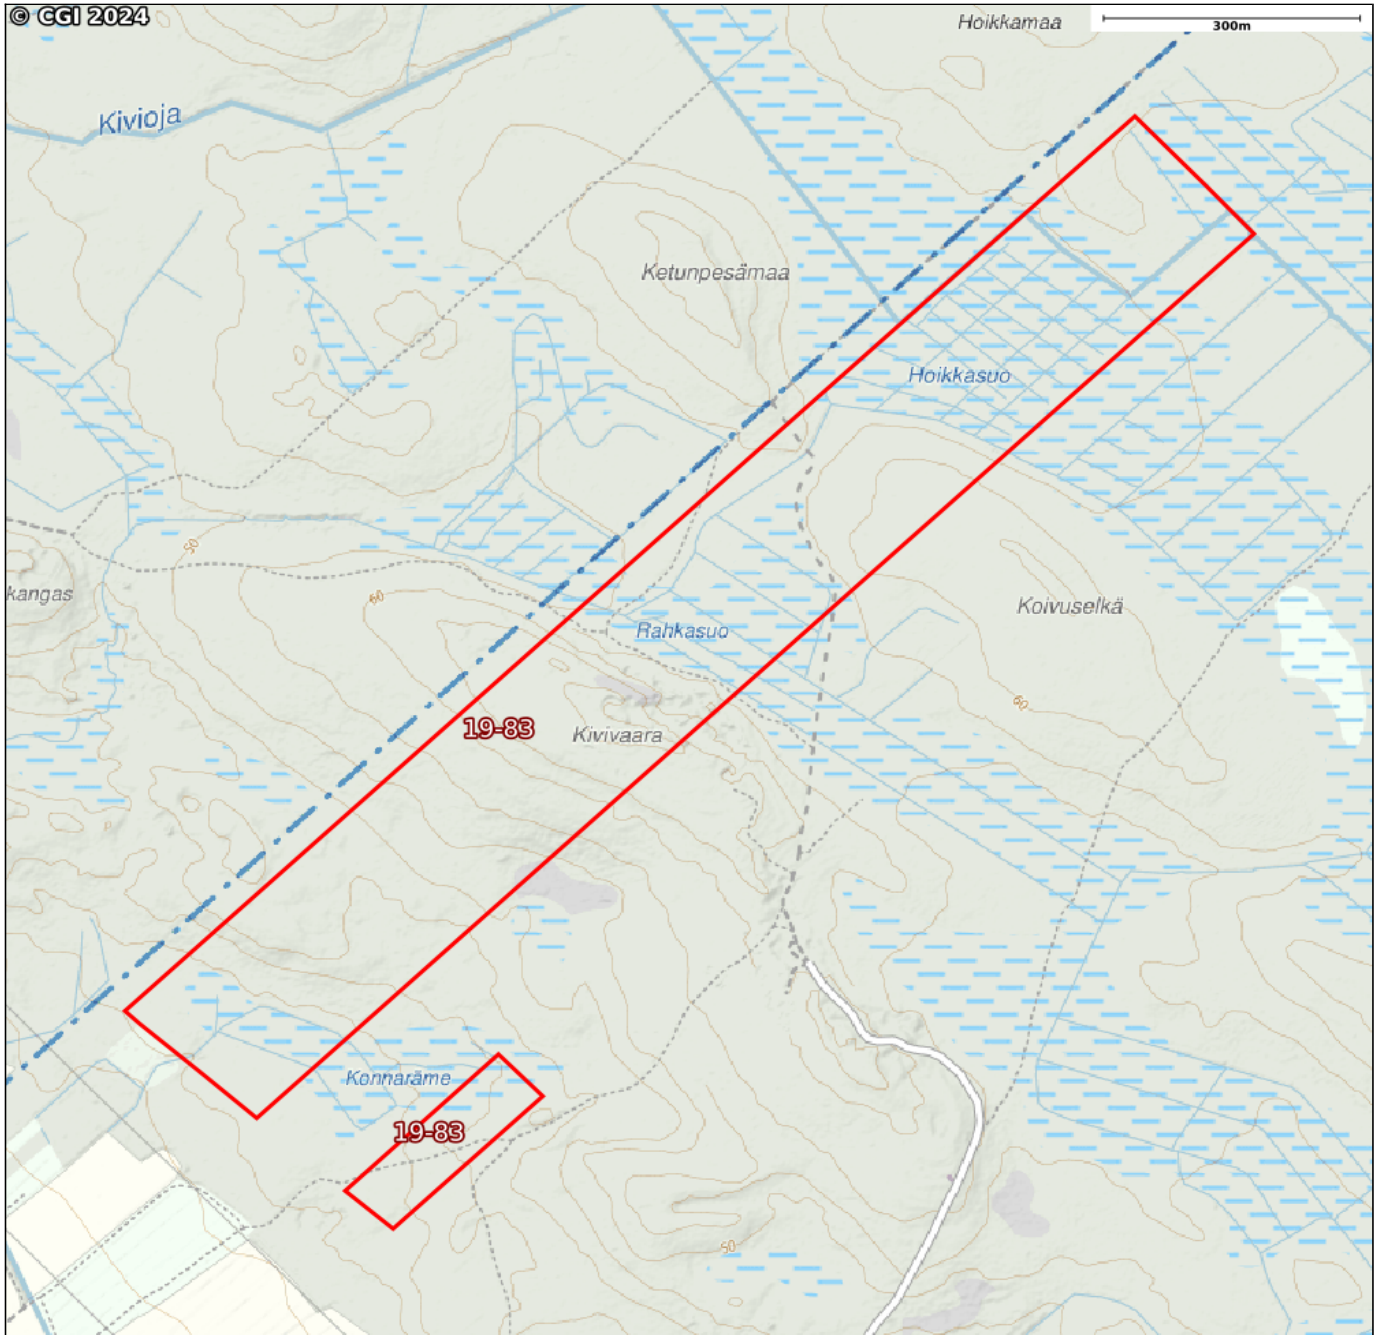 © CGI 2024
Hoikkamaa
300m
Kivioja
Ketunpesämaa
Hoikkasuo
50
kangas
60
Koivuselkä
Rahkasuo
60
19-83
Kivivaara
Konnaräme
19-83
50